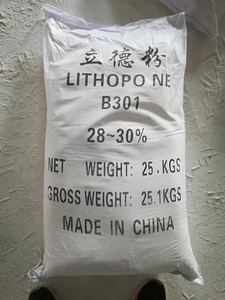 立德粉
LITHOPO NE
B301
28~30%
NET WEIGHT: 25.KGS
GROSS WEIGHT: 25.1KGS
MADE IN CHINA